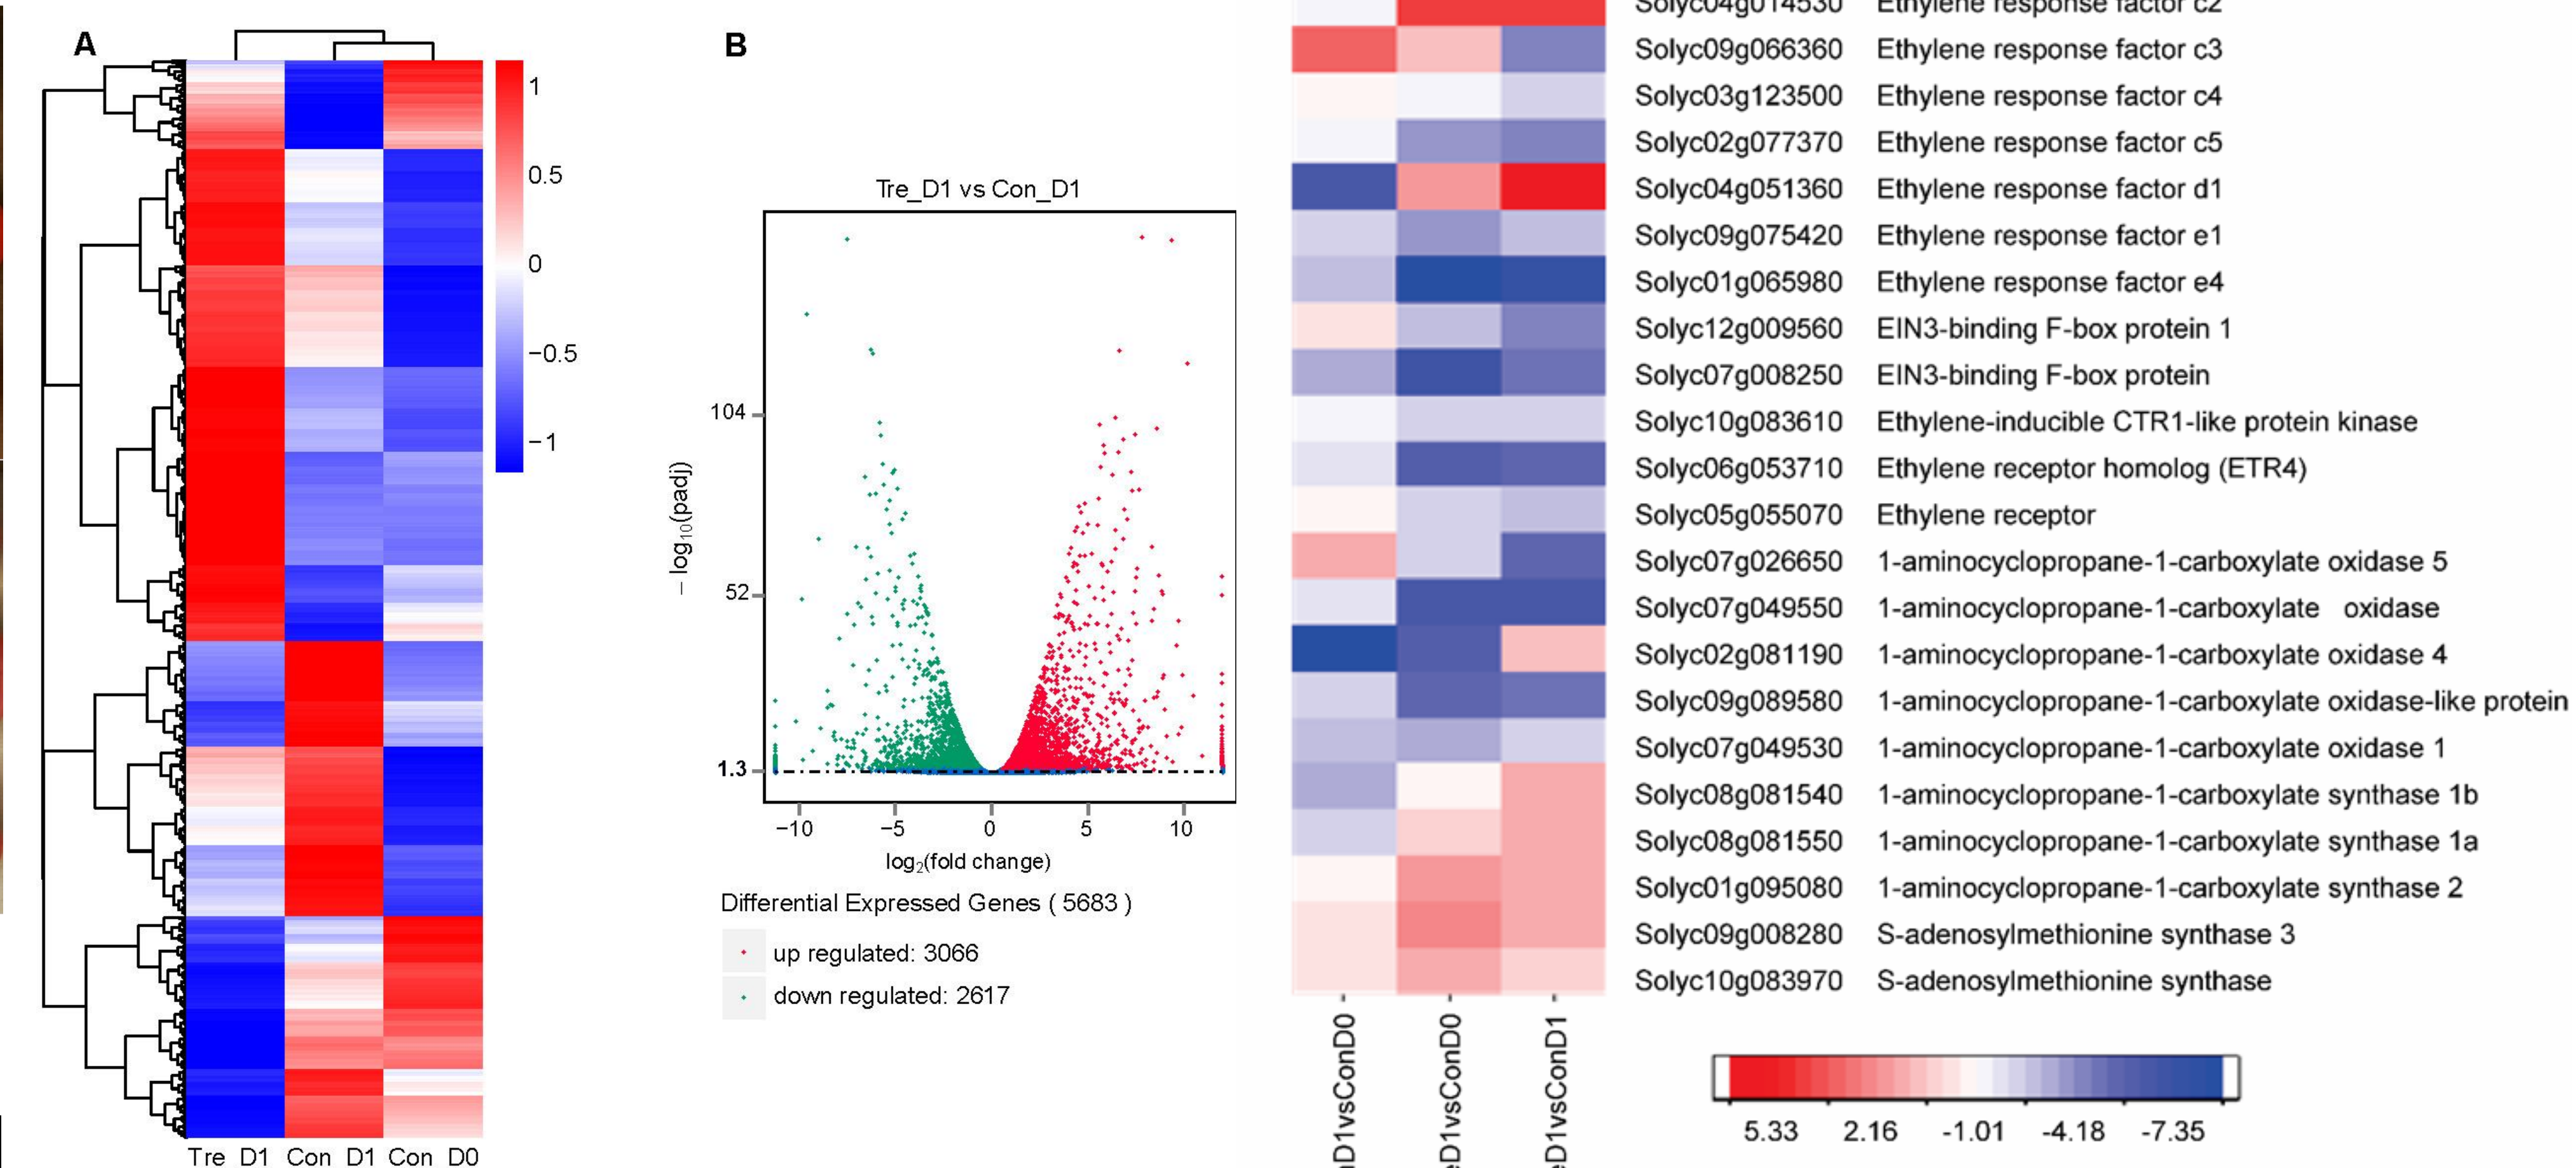 A
1
0.5
0
−0.5
−1
Tre D1 Con D1 Con D0
B
Tre_D1 vs Con_D1
− log10(padj)
104
52
1.3
−10 −5 0 5 10
log2(fold change)
Differential Expressed Genes ( 5683 )
up regulated: 3066
down regulated: 2617
Solyc04g014530 Ethylene response factor c2
Solyc09g066360 Ethylene response factor c3
Solyc03g123500 Ethylene response factor c4
Solyc02g077370 Ethylene response factor c5
Solyc04g051360 Ethylene response factor d1
Solyc09g075420 Ethylene response factor e1
Solyc01g065980 Ethylene response factor e4
Solyc12g009560 EIN3-binding F-box protein 1
Solyc07g008250 EIN3-binding F-box protein
Solyc10g083610 Ethylene-inducible CTR1-like protein kinase
Solyc06g053710 Ethylene receptor homolog (ETR4)
Solyc05g055070 Ethylene receptor
Solyc07g026650 1-aminocyclopropane-1-carboxylate oxidase 5
Solyc07g049550 1-aminocyclopropane-1-carboxylate oxidase
Solyc02g081190 1-aminocyclopropane-1-carboxylate oxidase 4
Solyc09g089580 1-aminocyclopropane-1-carboxylate oxidase-like protein
Solyc07g049530 1-aminocyclopropane-1-carboxylate oxidase 1
Solyc08g081540 1-aminocyclopropane-1-carboxylate synthase 1b
Solyc08g081550 1-aminocyclopropane-1-carboxylate synthase 1a
Solyc01g095080 1-aminocyclopropane-1-carboxylate synthase 2
Solyc09g008280 S-adenosylmethionine synthase 3
Solyc10g083970 S-adenosylmethionine synthase
D1vsConD0
eD1vsConD0
eD1vsConD1
5.33 2.16 -1.01 -4.18 -7.35